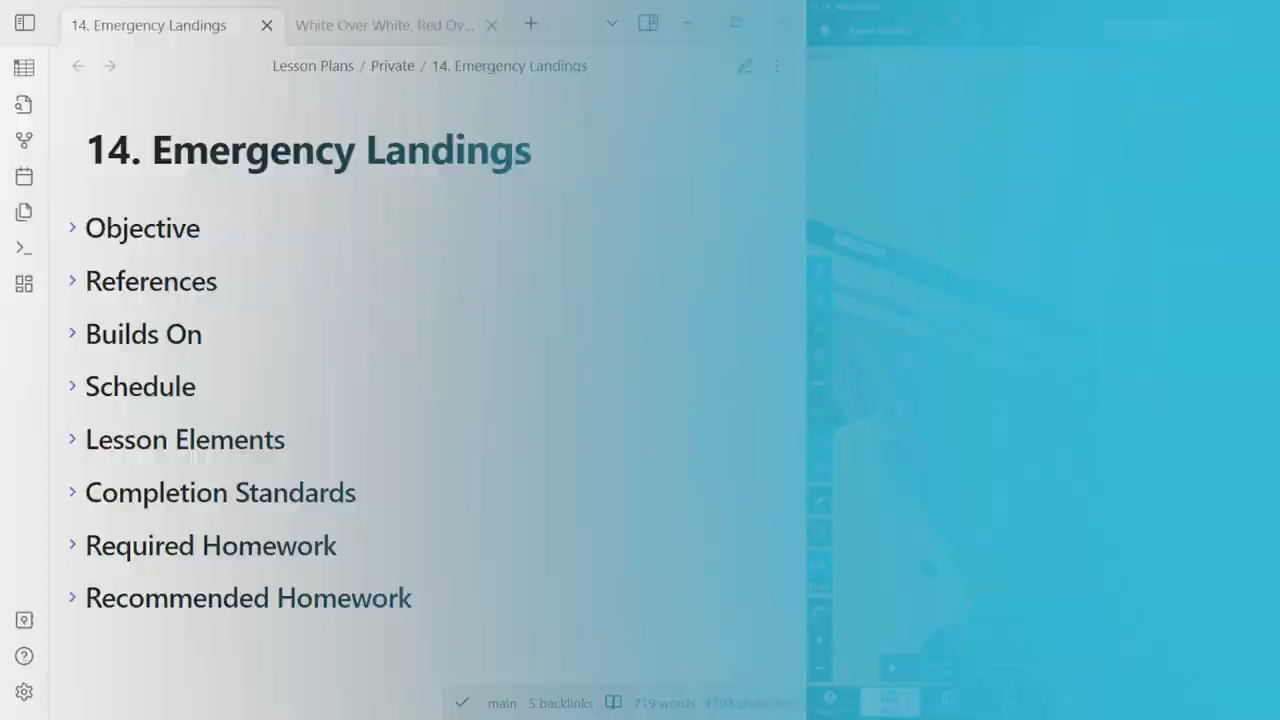 14. Emergency Landings
White Over White, Red Ov...
Lesson Plans / Private / 14. Emergency Landings
14. Emergency Landings
Objective
References
Builds On
Schedule
Lesson Elements
Completion Standards
Required Homework
Recommended Homework
main 5 backlinks 719 words